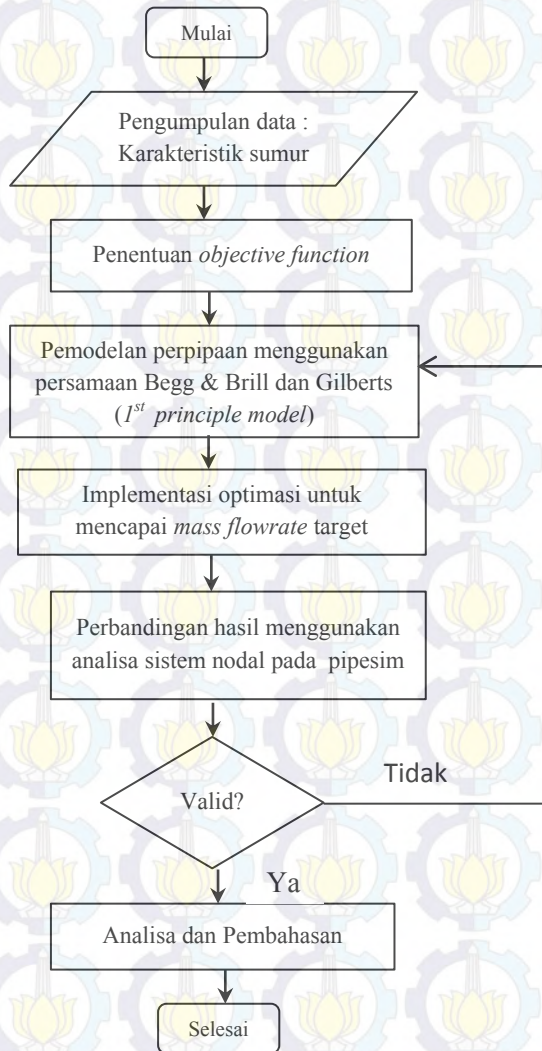 Mulai
Pengumpulan data :
Karakteristik sumur
Penentuan objective function
Pemodelan perpipaan menggunakan
persamaan Begg & Brill dan Gilberts
(1st principle model)
Implementasi optimasi untuk
mencapai mass flowrate target
Perbandingan hasil menggunakan
analisa sistem nodal pada pipesim
Valid?
Tidak
Ya
Analisa dan Pembahasan
Selesai